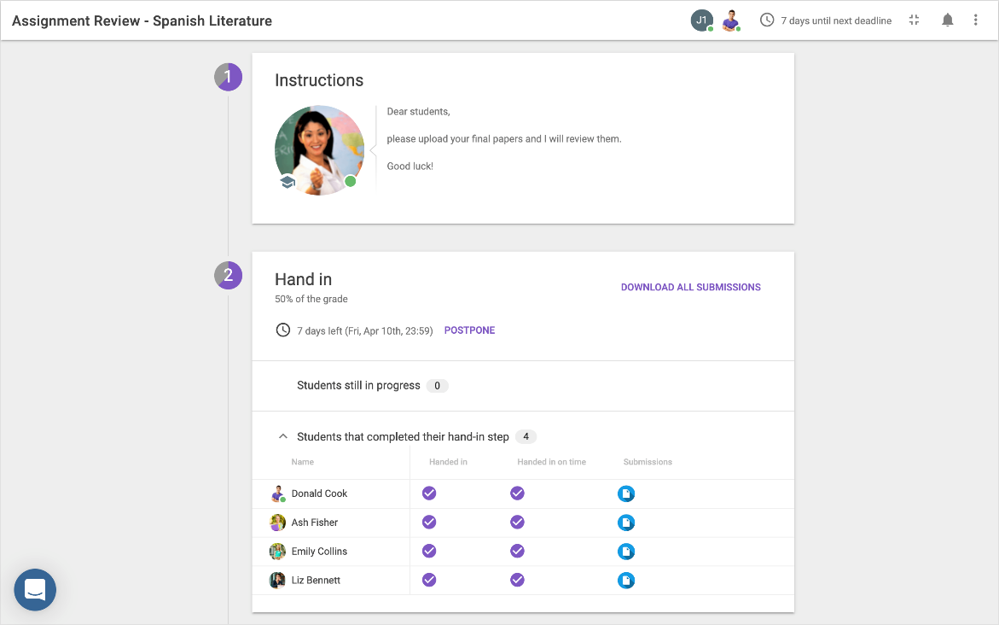 Assignment Review - Spanish Literature
J1
7 days until next deadline
1
Instructions
Dear students,
please upload your final papers and I will review them.
Good luck!
2
Hand in
50% of the grade
DOWNLOAD ALL SUBMISSIONS
7 days left (Fri, Apr 10th, 23:59) POSTPONE
Students still in progress 0
Students that completed their hand-in step 4
Name Handed in Handed in on time Submissions
Donald Cook
Ash Fisher
Emily Collins
Liz Bennett